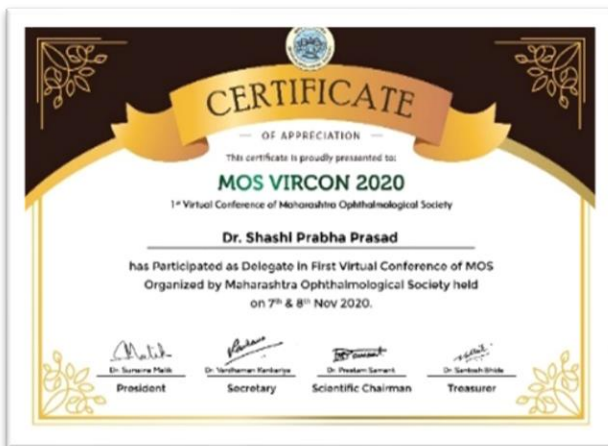 CERTIFICATE
OF APPRECIATION
This certificate is proudly presented to:
MOS VIRCON 2020
1st Virtual Conference of Maharashtra Ophthalmological Society
Dr. Shashi Prabha Prasad
has Participated as Delegate in First Virtual Conference of MOS
Organized by Maharashtra Ophthalmological Society held
on 7th & 8th Nov 2020.
Dr. Vardhaman Kankariya
Dr. Preetam Samant
Dr. Santosh Bhide
President
Secretary
Scientific Chairman
Treasurer